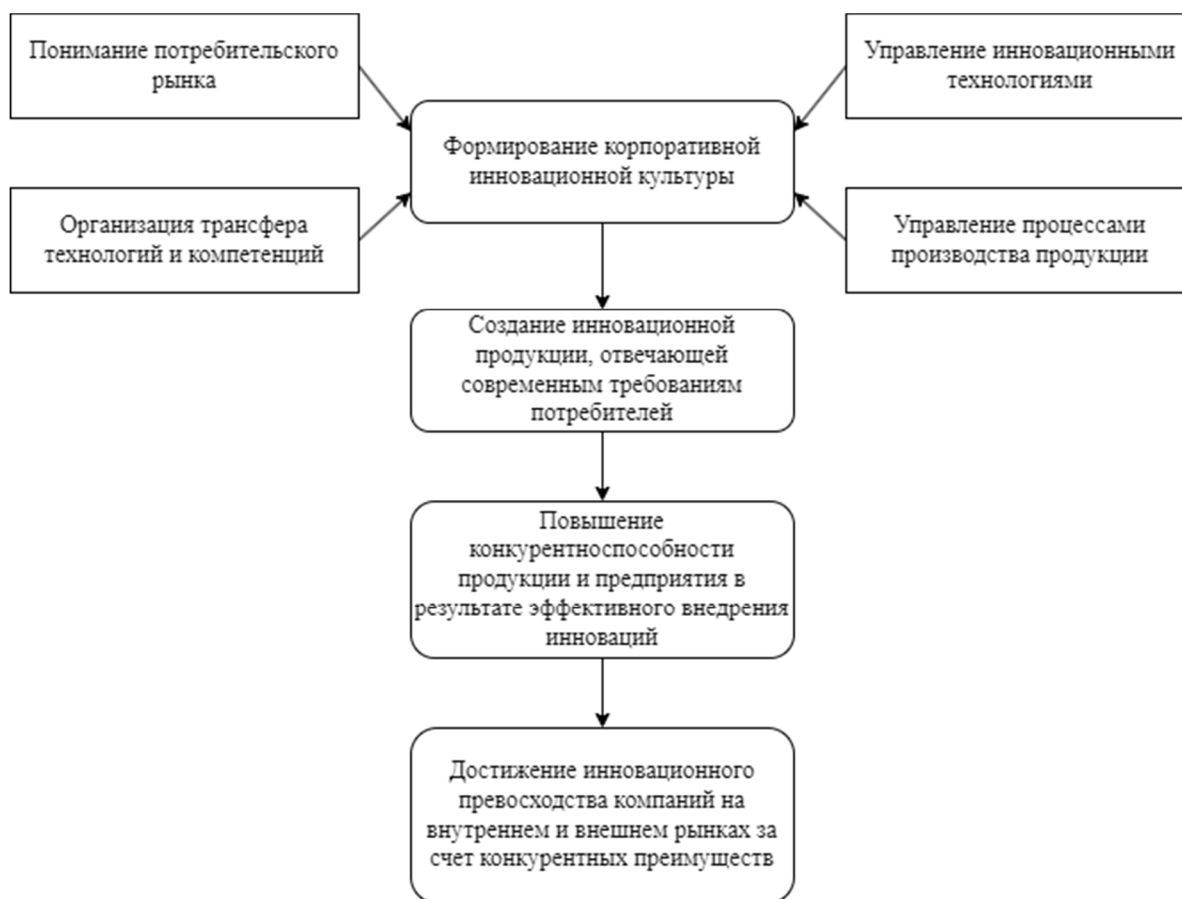 Понимание потребительского
рынка
Управление инновационными
технологиями
Формирование корпоративной
инновационной культуры
Организация трансфера
технологий и компетенций
Управление процессами
производства продукции
Создание инновационной
продукции, отвечающей
современным требованиям
потребителей
Повышение
конкурентноспособности
продукции и предприятия в
результате эффективного внедрения
инноваций
Достижение инновационного
превосходства компаний на
внутреннем и внешнем рынках за
счет конкурентных преимуществ